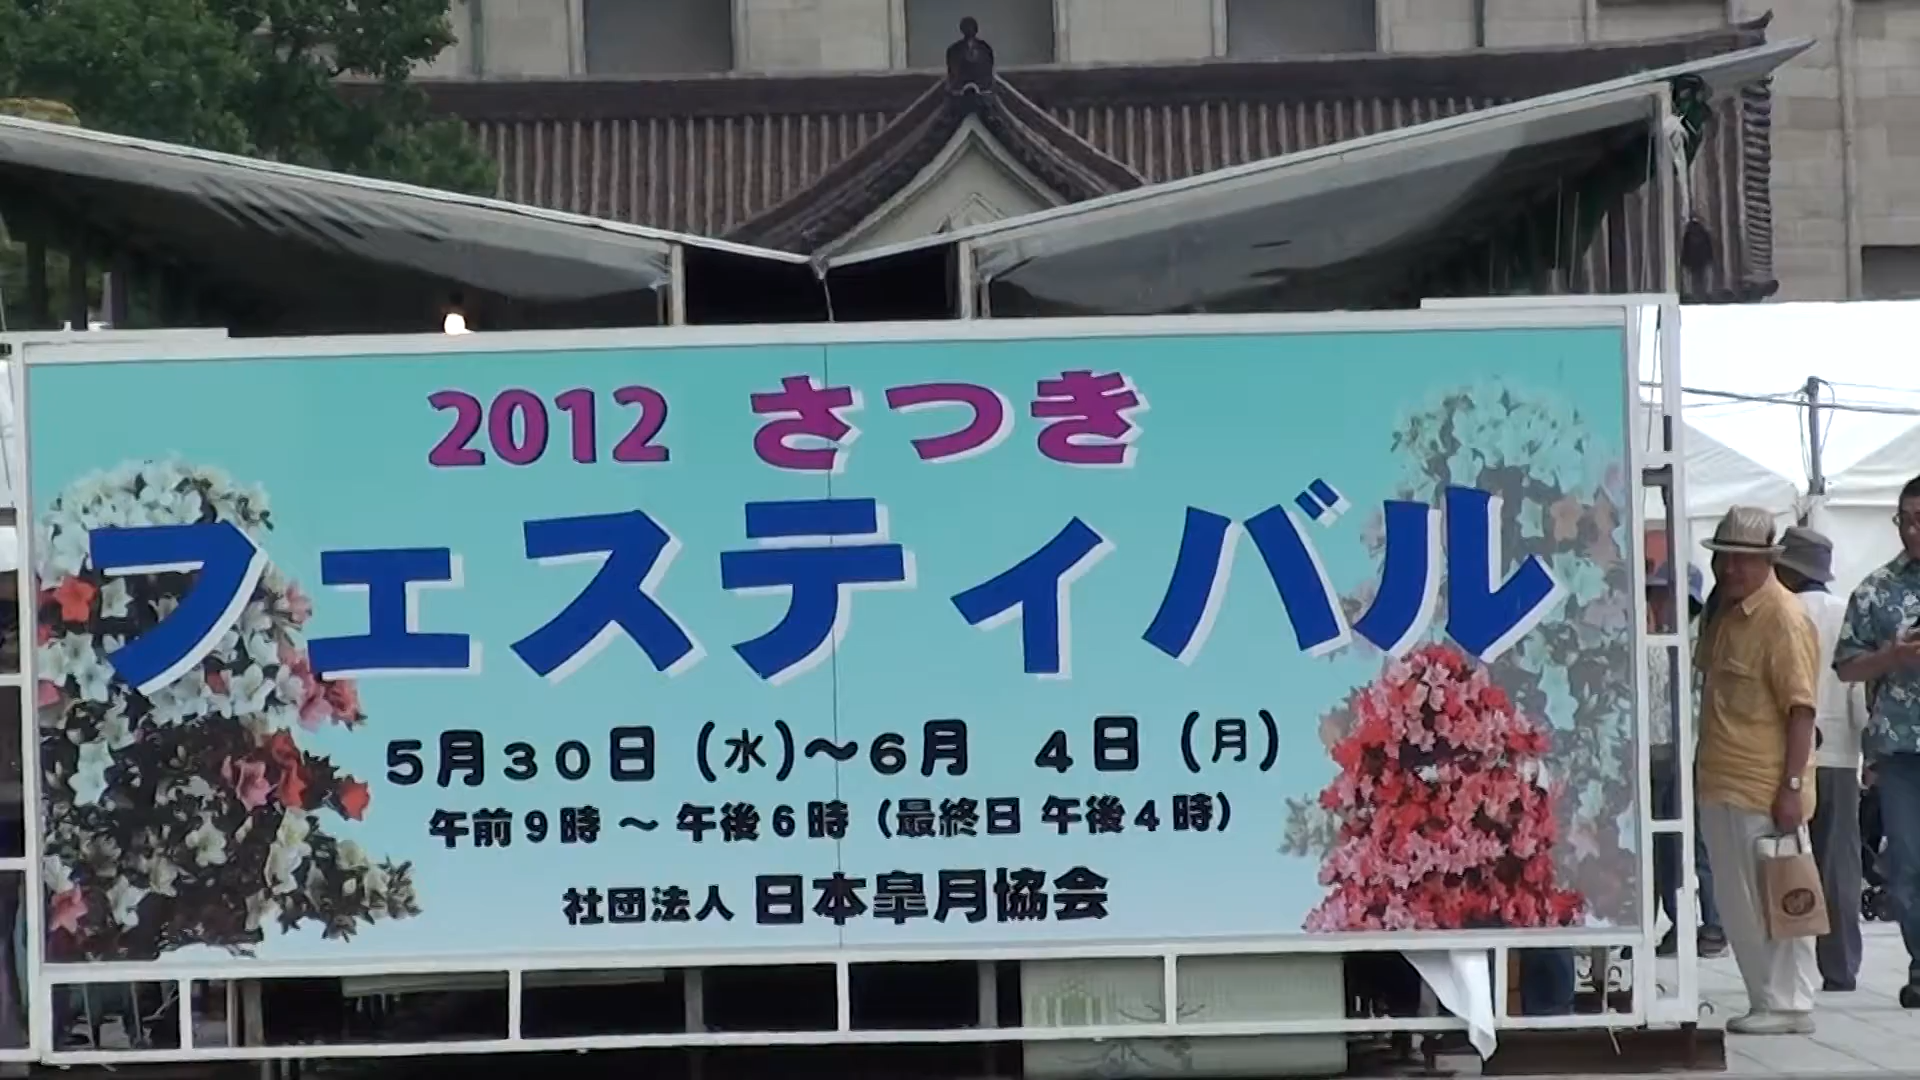 2012 さつき
フェスティバル
5月30日（水）～6月 4日（月）
午前9時～午後6時（最終日 午後4時）
社団法人 日本皐月協会